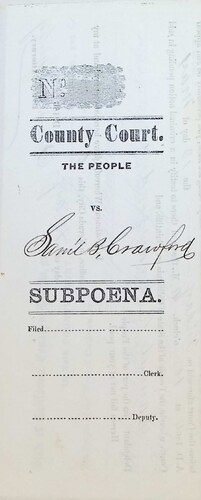 No.
County Court.
THE PEOPLE
vs.
Saml B. Crawford
SUBPOENA.
Filed
Clerk.
Deputy.